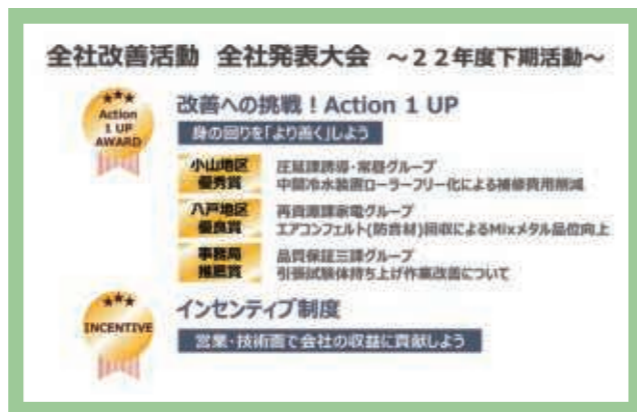 全社改善活動 全社発表大会 ~22年度下期活動~
★★★
Action
1 UP
AWARD
改善への挑戦!Action 1 UP
身の回りを「より善く」しよう
小山地区
優秀賞
圧延課誘導・常昼グループ
中間冷水装置ローラーフリー化による補修費用削減
八戸地区
優良賞
再資源課家電グループ
エアコンフェルト(防音材)回収によるMixメタル品位向上
事務局
推薦賞
品質保証三課グループ
引張試験体持ち上げ作業改善について
★★★
INCENTIVE
インセンティブ制度
営業・技術面で会社の収益に貢献しよう